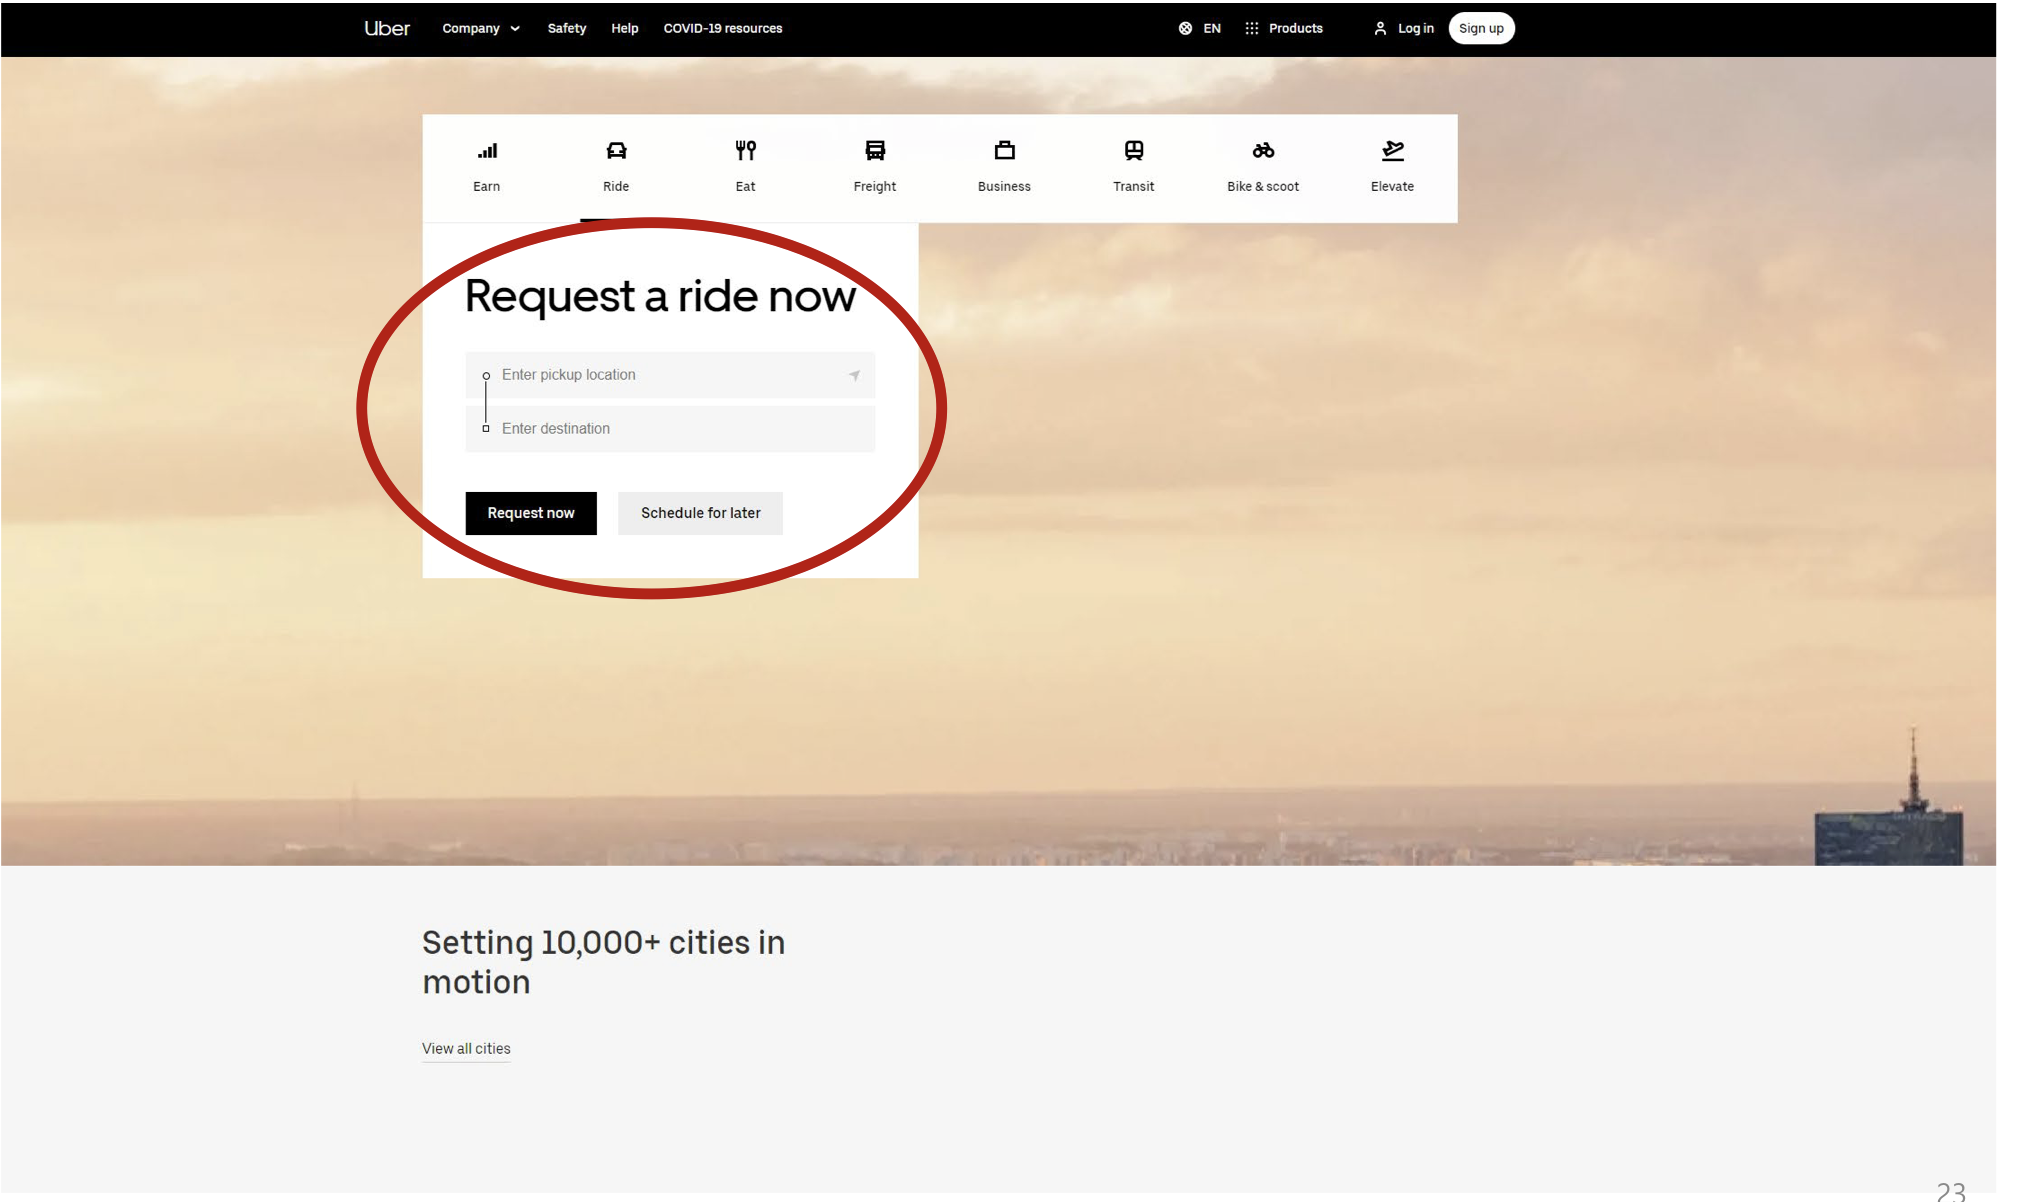 Uber Company Safety Help COVID-19 resources EN Products Log in Sign up
Earn Ride Eat Freight Business Transit Bike & scoot Elevate
Request a ride now
Enter pickup location
Enter destination
Request now Schedule for later
Setting 10,000+ cities in
motion
View all cities
23